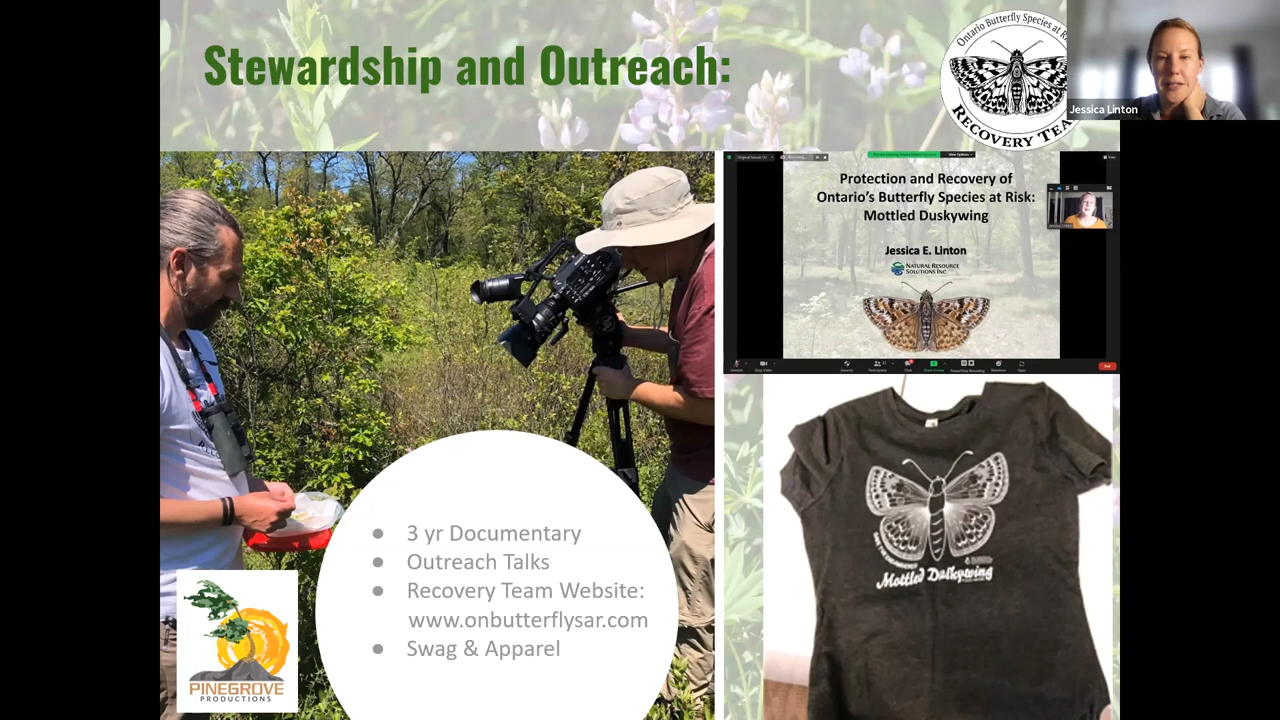 Stewardship and Outreach:
Ontario Butterfly Species at
RECOVERY
Jessica Linton
Protection and Recovery of
Ontario's Butterfly Species at Risk:
Mottled Duskywing
Jessica E. Linton
NATURAL RESOURCE
SOLUTIONS INC.
● 3 yr Documentary
● Outreach Talks
● Recovery Team Website:
www.onbutterflysar.com
● Swag & Apparel
PINEGROVE
PRODUCTIONS
Mottled Duskywing